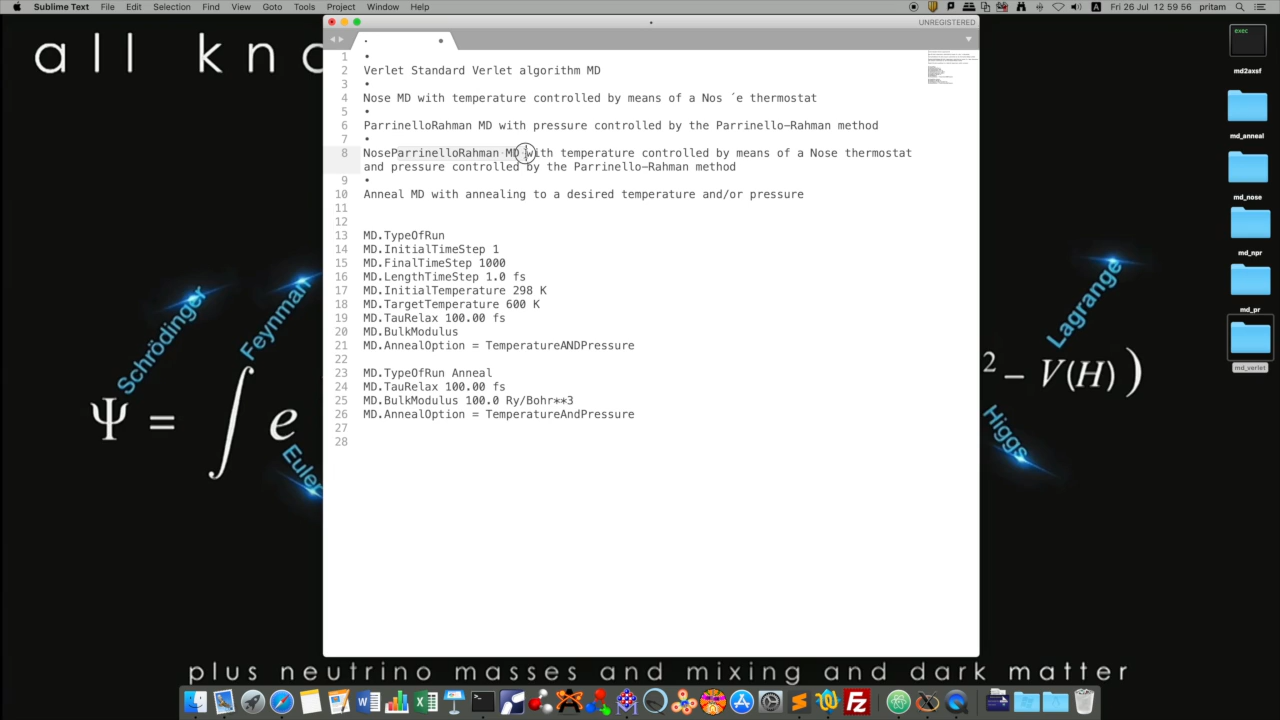 Sublime Text File Edit Selection Find View Goto Tools Project Window Help
Fri 26 Jul 12:59:56 pritam
UNREGISTERED
all kno
1 •
2 Verlet Standard Verlet algorithm MD
3 •
4 Nose MD with temperature controlled by means of a Nos ´e thermostat
5 •
6 ParrinelloRahman MD with pressure controlled by the Parrinello-Rahman method
7 •
8 NoseParrinelloRahman MD with temperature controlled by means of a Nose thermostat
and pressure controlled by the Parrinello-Rahman method
9 •
10 Anneal MD with annealing to a desired temperature and/or pressure
11
12
13 MD.TypeOfRun
14 MD.InitialTimeStep 1
15 MD.FinalTimeStep 1000
16 MD.LengthTimeStep 1.0 fs
17 MD.InitialTemperature 298 K
18 MD.TargetTemperature 600 K
19 MD.TauRelax 100.00 fs
20 MD.BulkModulus
21 MD.AnnealOption = TemperatureANDPressure
22
23 MD.TypeOfRun Anneal
24 MD.TauRelax 100.00 fs
25 MD.BulkModulus 100.0 Ry/Bohr**3
26 MD.AnnealOption = TemperatureAndPressure
27
28
exec
md2axsf
md_anneal
md_nose
md_npr
md_pr
md_verlet
Schrödinger
Feynman
Euler
Lagrange
Higgs
Ψ = ∫ e
2 − V(H) )
plus neutrino masses and mixing and dark matter